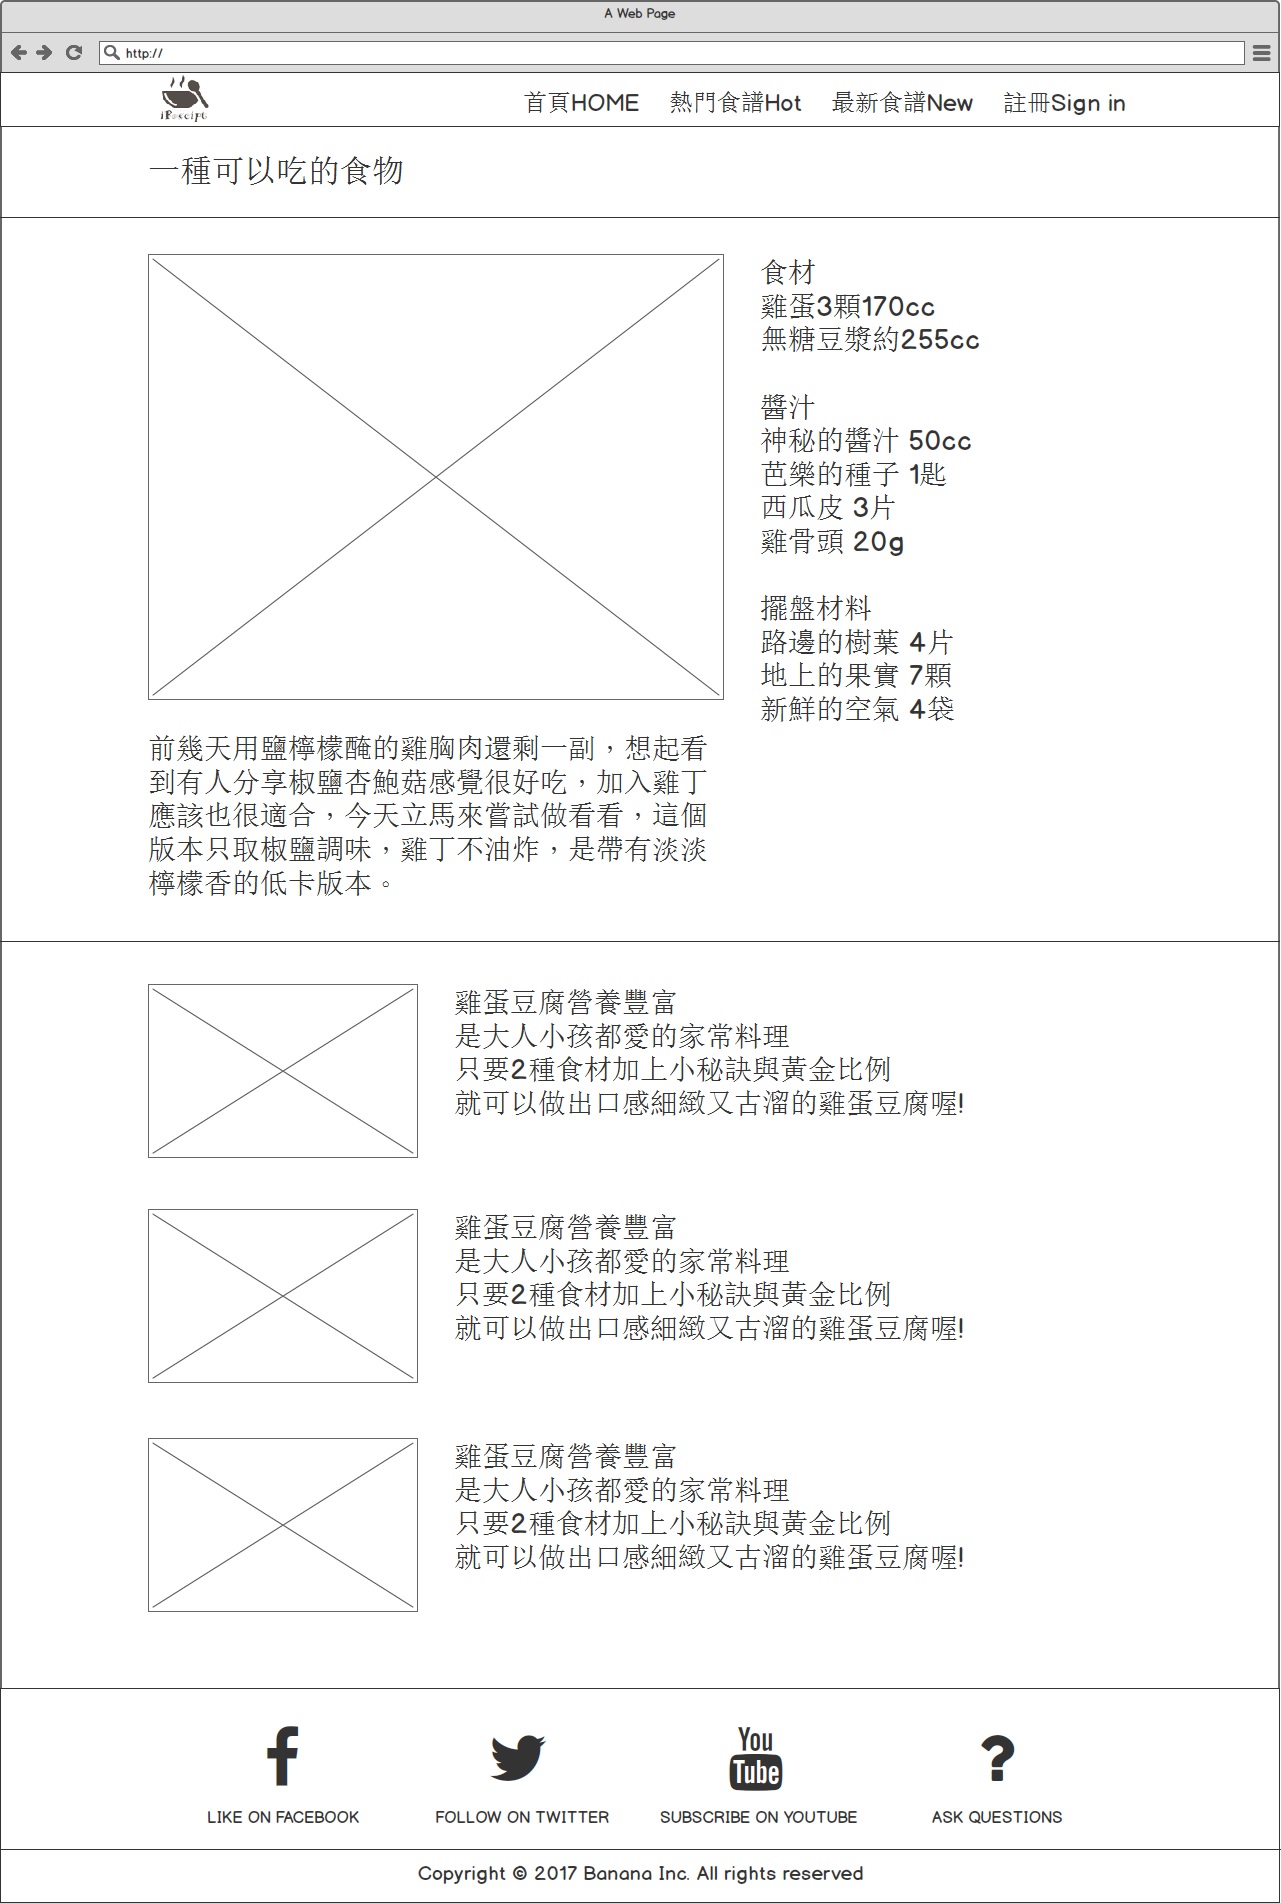 A Web Page
http://
iReceipt
首頁HOME 熱門食譜Hot 最新食譜New 註冊Sign in
一種可以吃的食物
食材
雞蛋3顆170cc
無糖豆漿約255cc
醬汁
神秘的醬汁 50cc
芭樂的種子 1匙
西瓜皮 3片
雞骨頭 20g
擺盤材料
路邊的樹葉 4片
地上的果實 7顆
新鮮的空氣 4袋
前幾天用鹽檸檬醃的雞胸肉還剩一副，想起看
到有人分享椒鹽杏鮑菇感覺很好吃，加入雞丁
應該也很適合，今天立馬來嘗試做看看，這個
版本只取椒鹽調味，雞丁不油炸，是帶有淡淡
檸檬香的低卡版本。
雞蛋豆腐營養豐富
是大人小孩都愛的家常料理
只要2種食材加上小秘訣與黃金比例
就可以做出口感細緻又古溜的雞蛋豆腐喔!
雞蛋豆腐營養豐富
是大人小孩都愛的家常料理
只要2種食材加上小秘訣與黃金比例
就可以做出口感細緻又古溜的雞蛋豆腐喔!
雞蛋豆腐營養豐富
是大人小孩都愛的家常料理
只要2種食材加上小秘訣與黃金比例
就可以做出口感細緻又古溜的雞蛋豆腐喔!
You
Tube
LIKE ON FACEBOOK FOLLOW ON TWITTER SUBSCRIBE ON YOUTUBE ASK QUESTIONS
Copyright © 2017 Banana Inc. All rights reserved